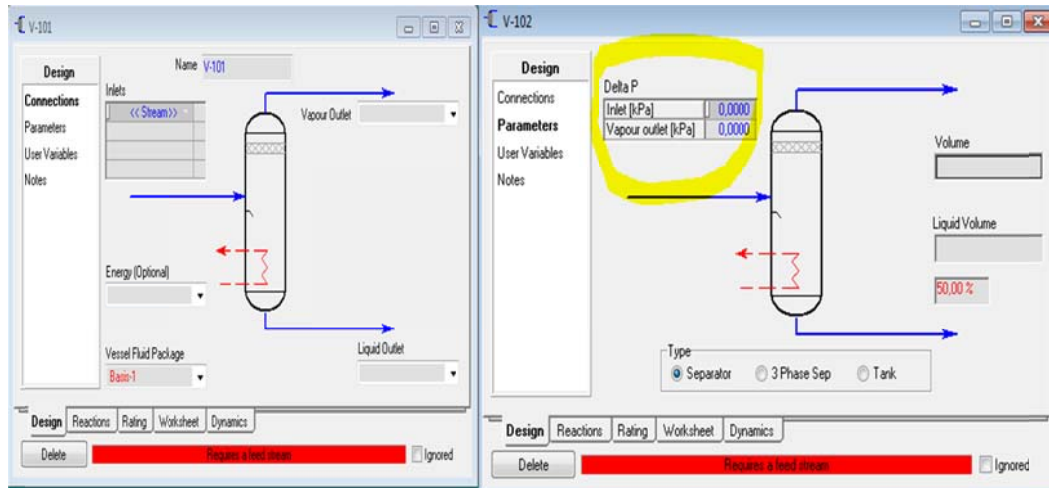 V-101
Design
Connections
Parameters
User Variables
Notes
Name V-101
Inlets
<< Stream>>
Vapour Outlet
Energy (Optional)
Vessel Fluid Package
Basis-1
Liquid Outlet
Design Reactions Rating Worksheet Dynamics
Delete Requires a feed stream Ignored
V-102
Design
Connections
Parameters
User Variables
Notes
Delta P
Inlet [kPa] 0,0000
Vapour outlet [kPa] 0,0000
Volume
Liquid Volume
50,00 %
Type
Separator 3 Phase Sep Tank
Design Reactions Rating Worksheet Dynamics
Delete Requires a feed stream Ignored